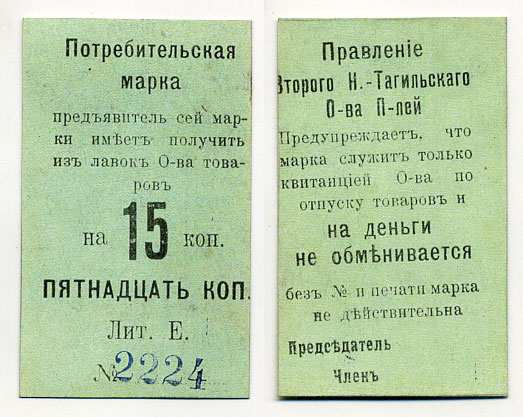 Потребительская
марка
предъявитель сей мар-
ки имѣетъ получить
изъ лавокъ О-ва това-
ровъ
на 15 коп.
ПЯТНАДЦАТЬ КОП.
Лит. Е.
№ 2224
Правленіе
Второго Н.-Тагильскаго
О-ва П-лей
Предупреждаетъ, что
марка служитъ только
квитанціей О-ва по
отпуску товаровъ и
на деньги
не обмѣнивается
безъ № и печати марка
не дѣйствительна
Предсѣдатель
Членъ